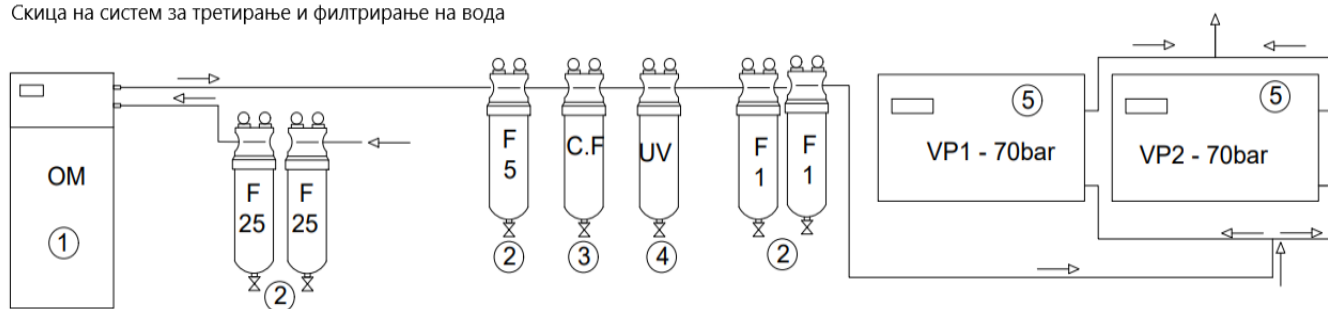 Скица на систем за третирање и филтрирање на вода
ОМ
1
F
25
F
25
2
F
5
2
C.F
3
UV
4
F
1
F
1
2
VP1 - 70bar
5
VP2 - 70bar
5